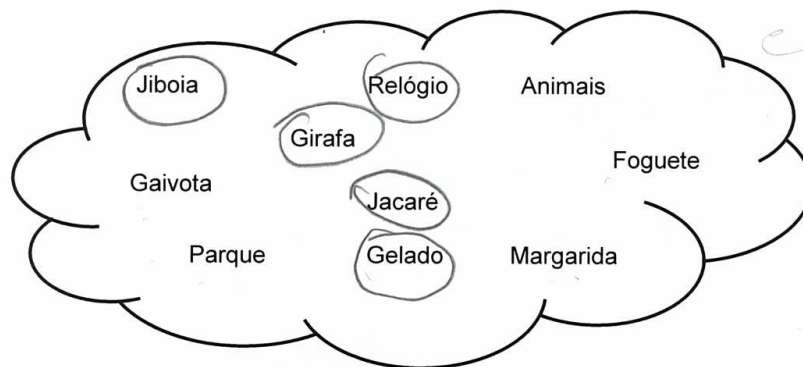 Jiboia
Relógio
Animais
Girafa
Foguete
Gaivota
Jacaré
Parque
Gelado
Margarida